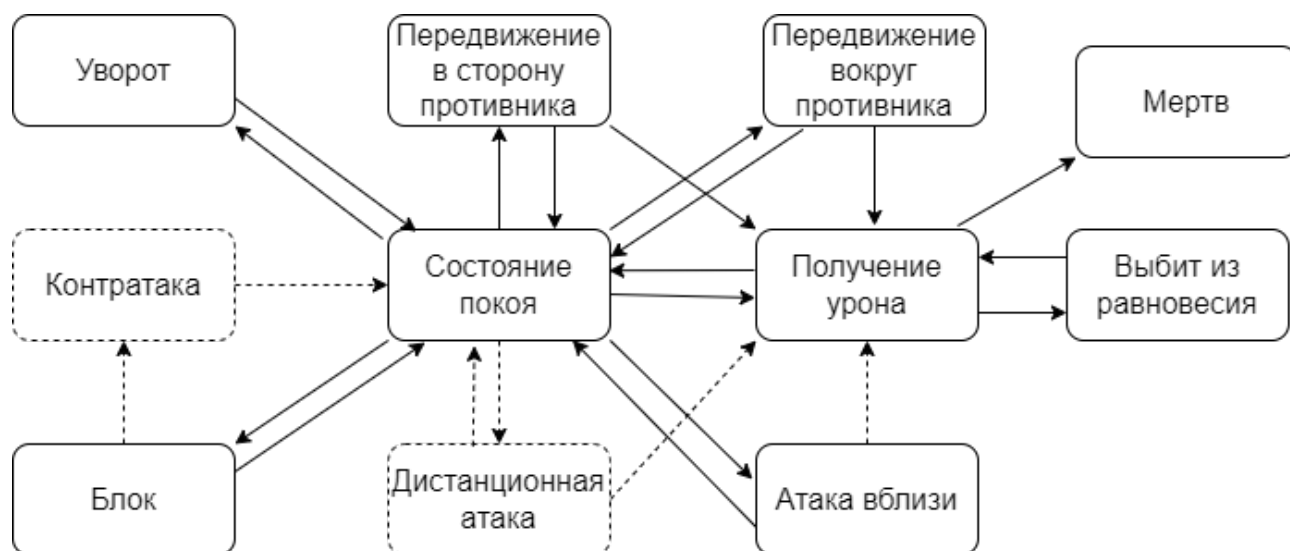 Уворот
Передвижение
в сторону
противника
Передвижение
вокруг
противника
Мертв
Контратака
Состояние
покоя
Получение
урона
Выбит из
равновесия
Блок
Дистанционная
атака
Атака вблизи